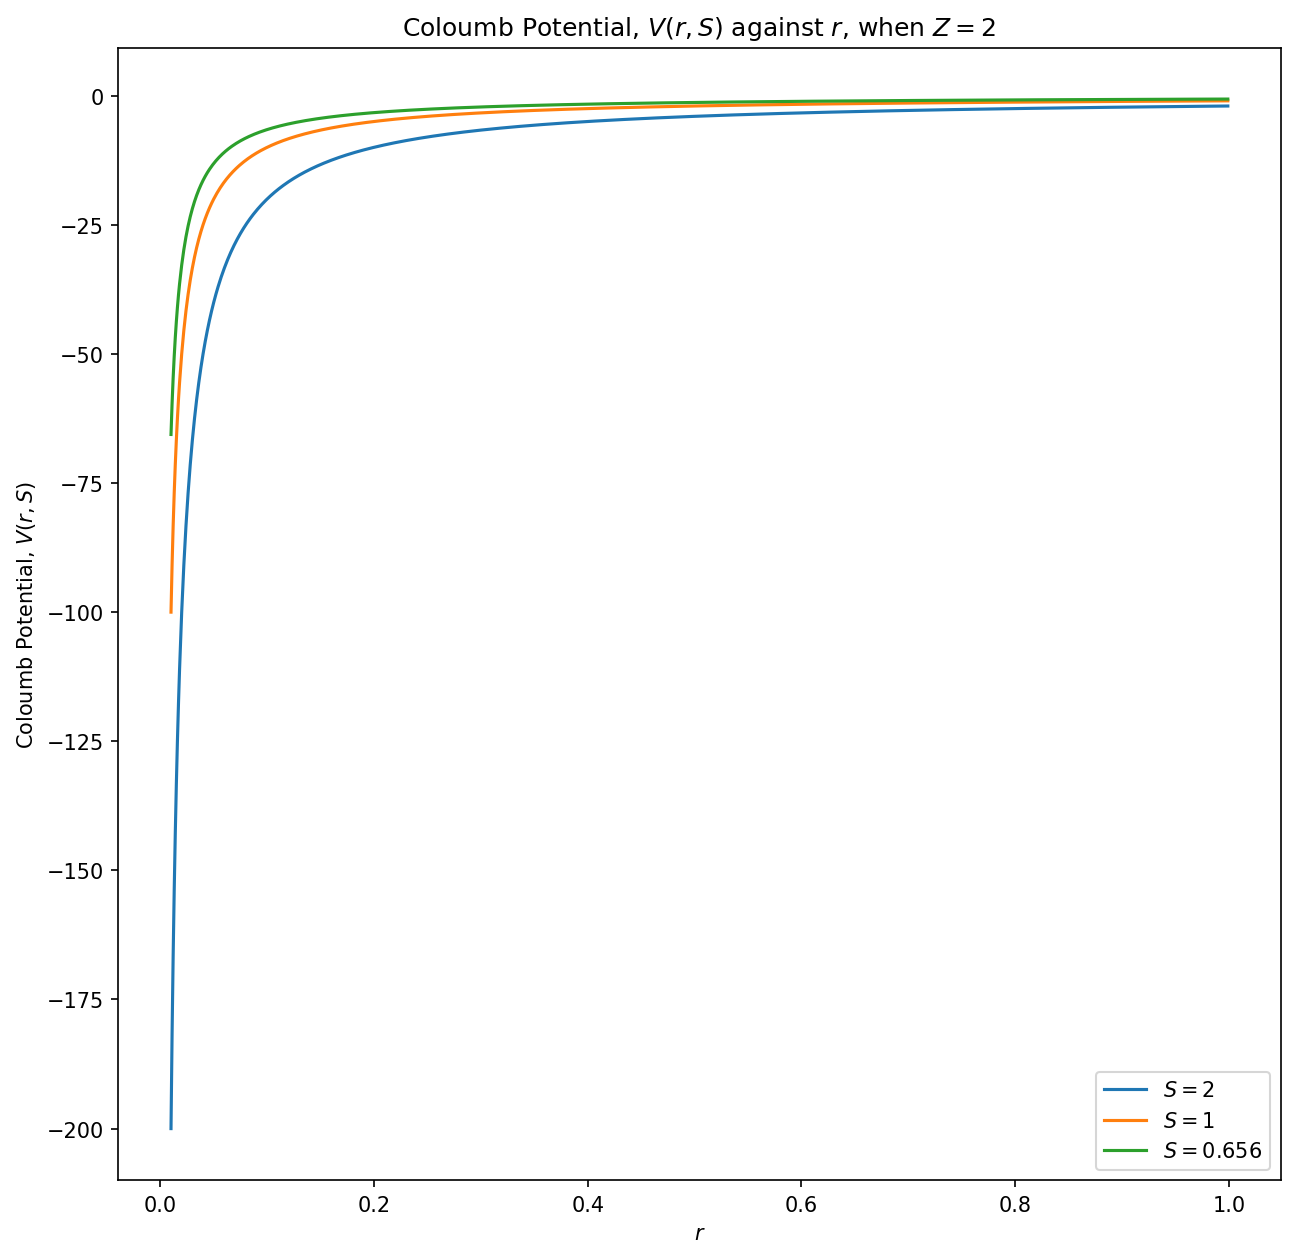 Coloumb Potential, V(r, S) against r, when Z = 2
Coloumb Potential, V(r, S)
0
−25
−50
−75
−100
−125
−150
−175
−200
0.0
0.2
0.4
0.6
0.8
1.0
r
S = 2
S = 1
S = 0.656